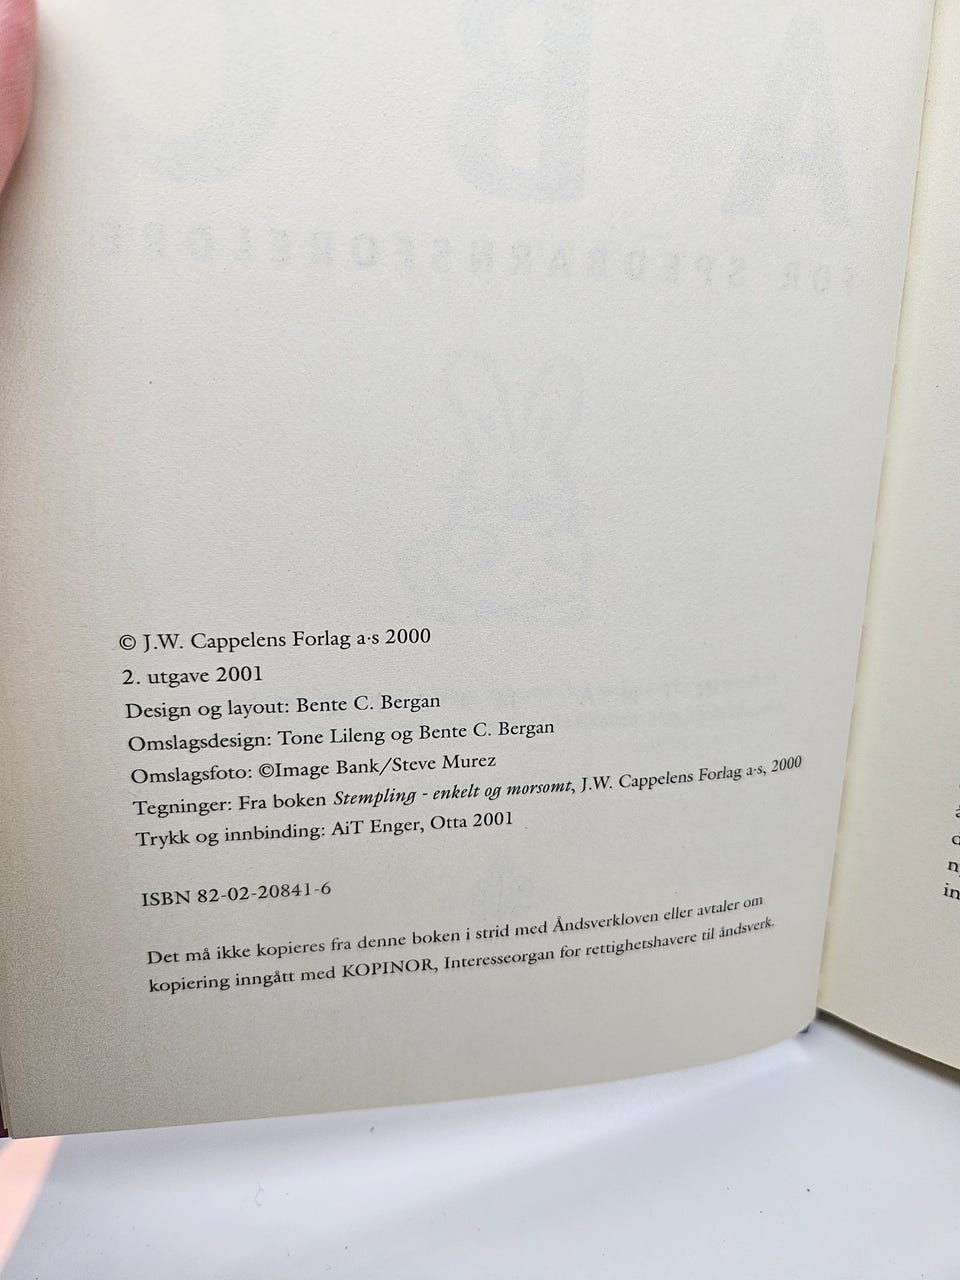 A B C
FOR SPEDBARNSFORELDRE
© J.W. Cappelens Forlag a·s 2000
2. utgave 2001
Design og layout: Bente C. Bergan
Omslagsdesign: Tone Lileng og Bente C. Bergan
Omslagsfoto: ©Image Bank/Steve Murez
Tegninger: Fra boken Stempling - enkelt og morsomt, J.W. Cappelens Forlag a·s, 2000
Trykk og innbinding: AiT Enger, Otta 2001
ISBN 82-02-20841-6
Det må ikke kopieres fra denne boken i strid med Åndsverkloven eller avtaler om
kopiering inngått med KOPINOR, Interesseorgan for rettighetshavere til åndsverk.